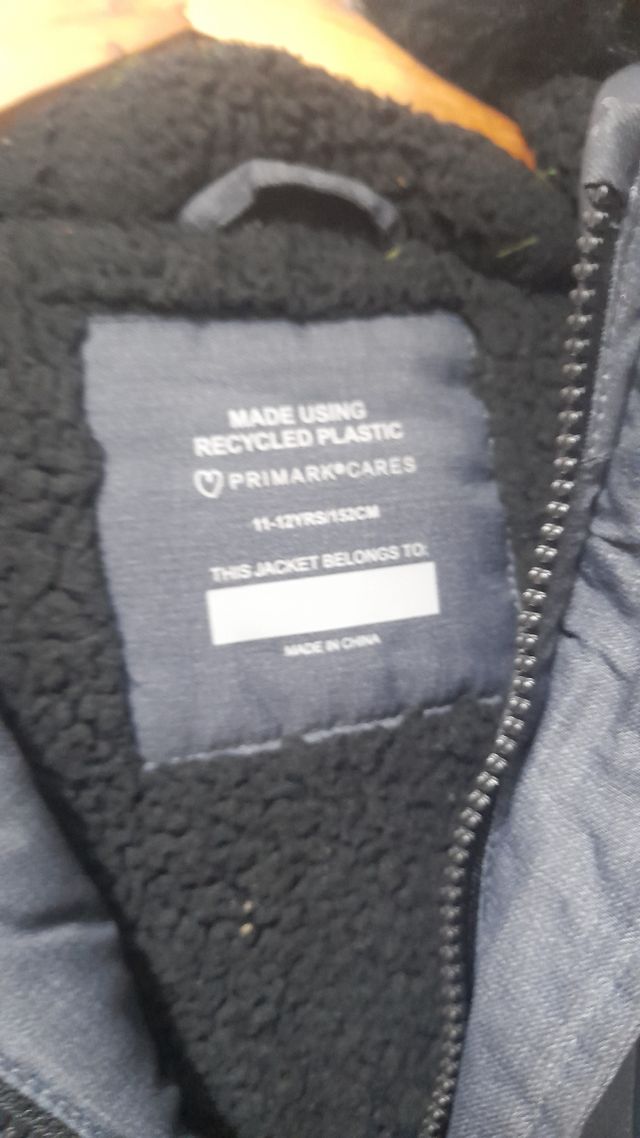 MADE USING
RECYCLED PLASTIC
PRIMARK®CARES
11-12YRS/152CM
THIS JACKET BELONGS TO:
MADE IN CHINA